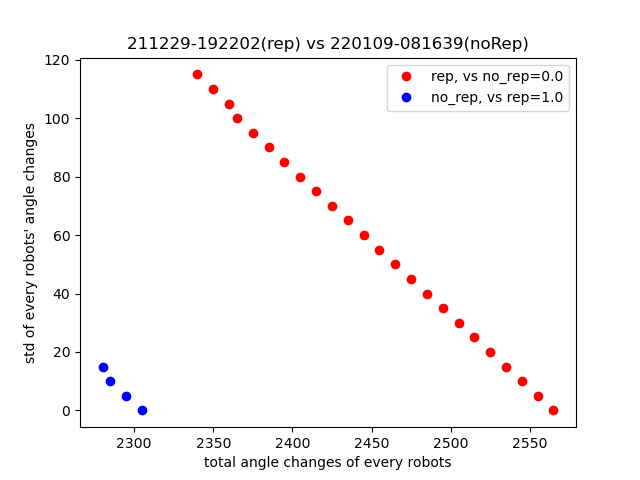 211229-192202(rep) vs 220109-081639(noRep)
rep, vs no_rep=0.0
no_rep, vs rep=1.0
std of every robots' angle changes
120
100
80
60
40
20
0
2300 2350 2400 2450 2500 2550
total angle changes of every robots